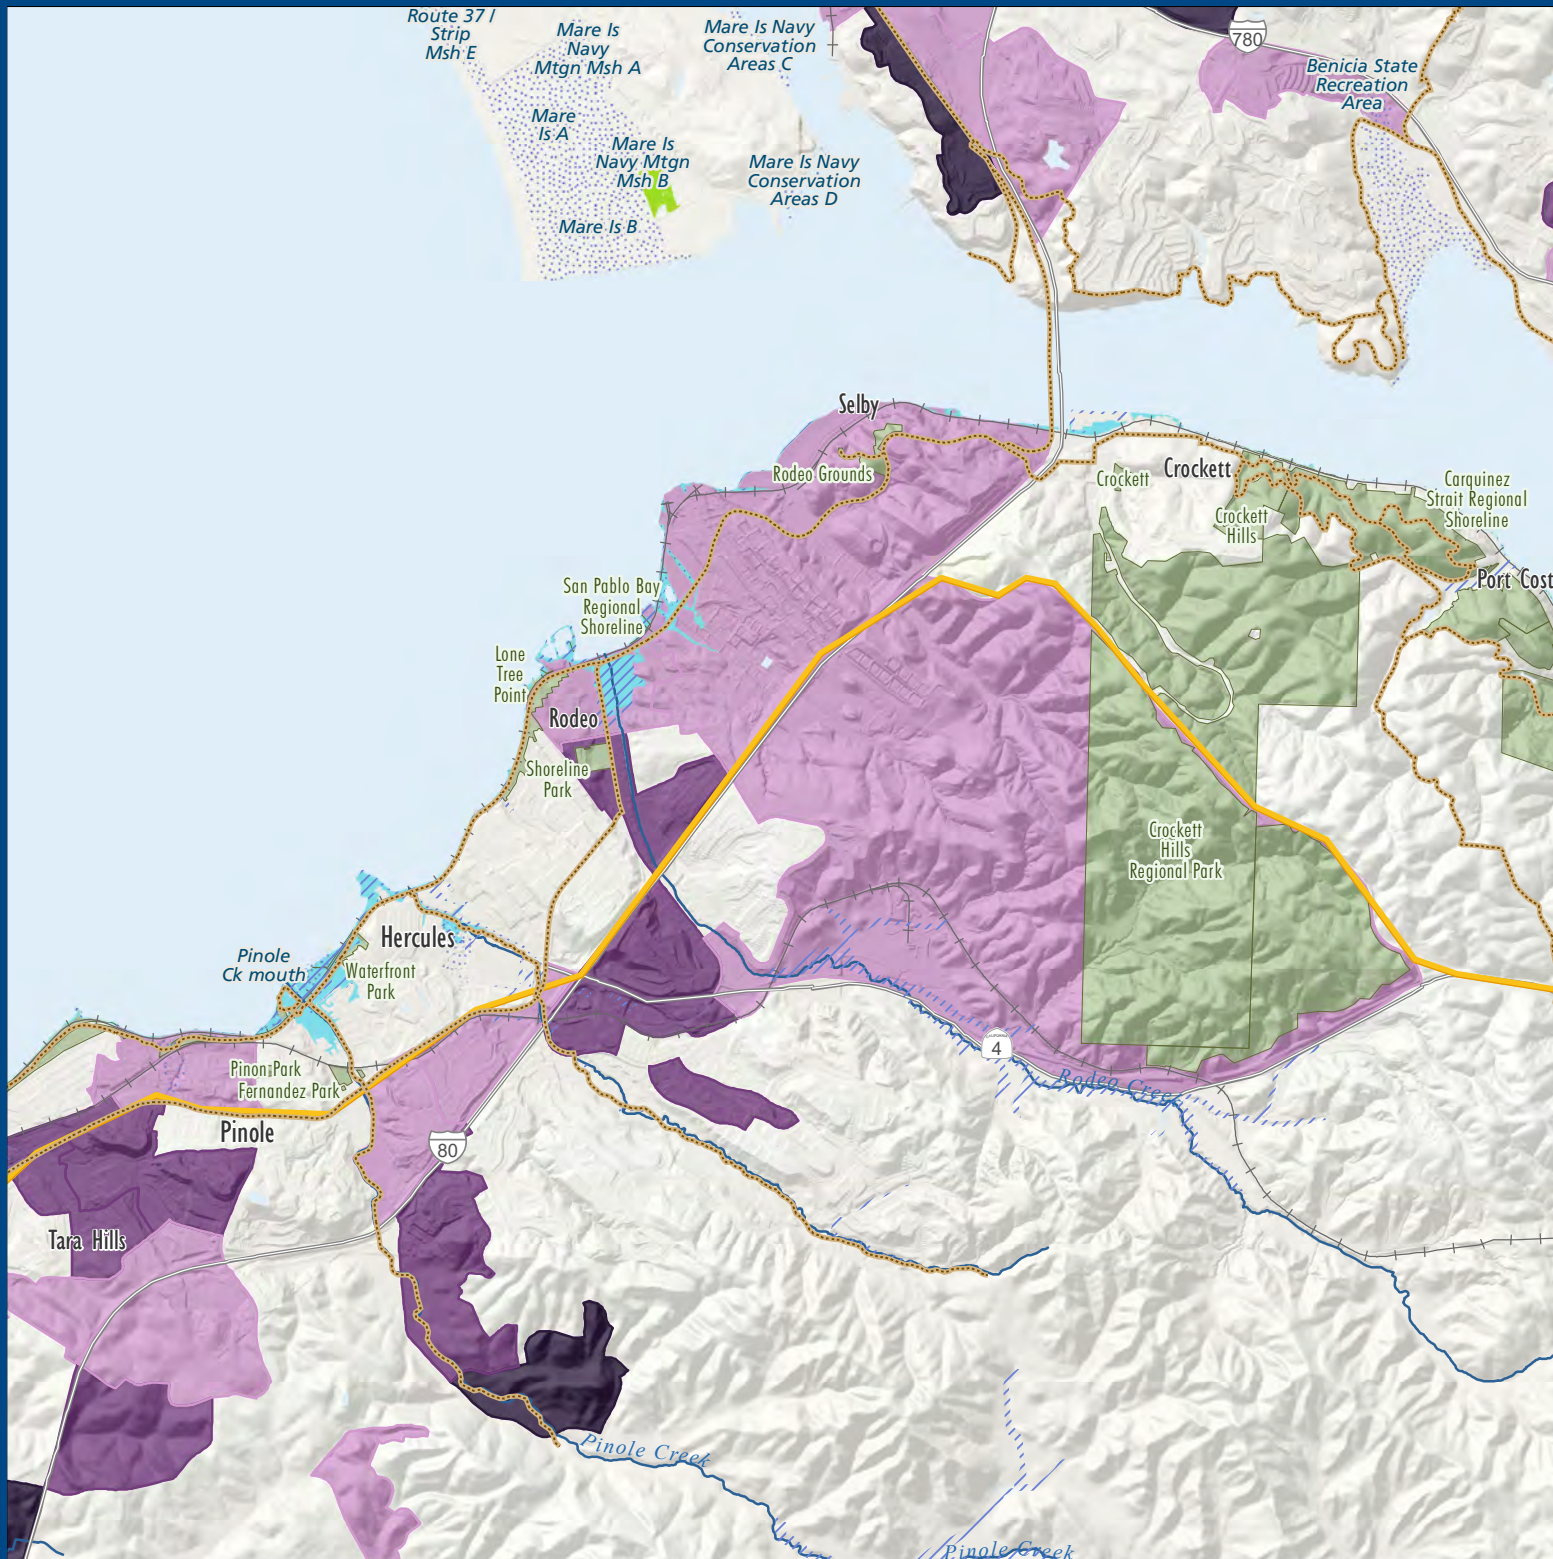 Route 37 /
Strip
Msh E
Mare Is
Navy
Mtgn Msh A
Mare Is Navy
Conservation
Areas C
780
Benicia State
Recreation
Area
Mare
Is A
Mare Is
Navy Mtgn
Msh B
Mare Is Navy
Conservation
Areas D
Mare Is B
Selby
Rodeo Grounds
Crockett
Crockett
Carquinez
Strait Regional
Shoreline
Crockett
Hills
Port Cost
San Pablo Bay
Regional
Shoreline
Lone
Tree
Point
Rodeo
Shoreline
Park
Crockett
Hills
Regional Park
Hercules
Pinole
Ck mouth
Waterfront
Park
CALIFORNIA
4
Pinon Park
Fernandez Park
Rodeo Creek
Pinole
80
Tara Hills
Pinole Creek
Pinole Creek